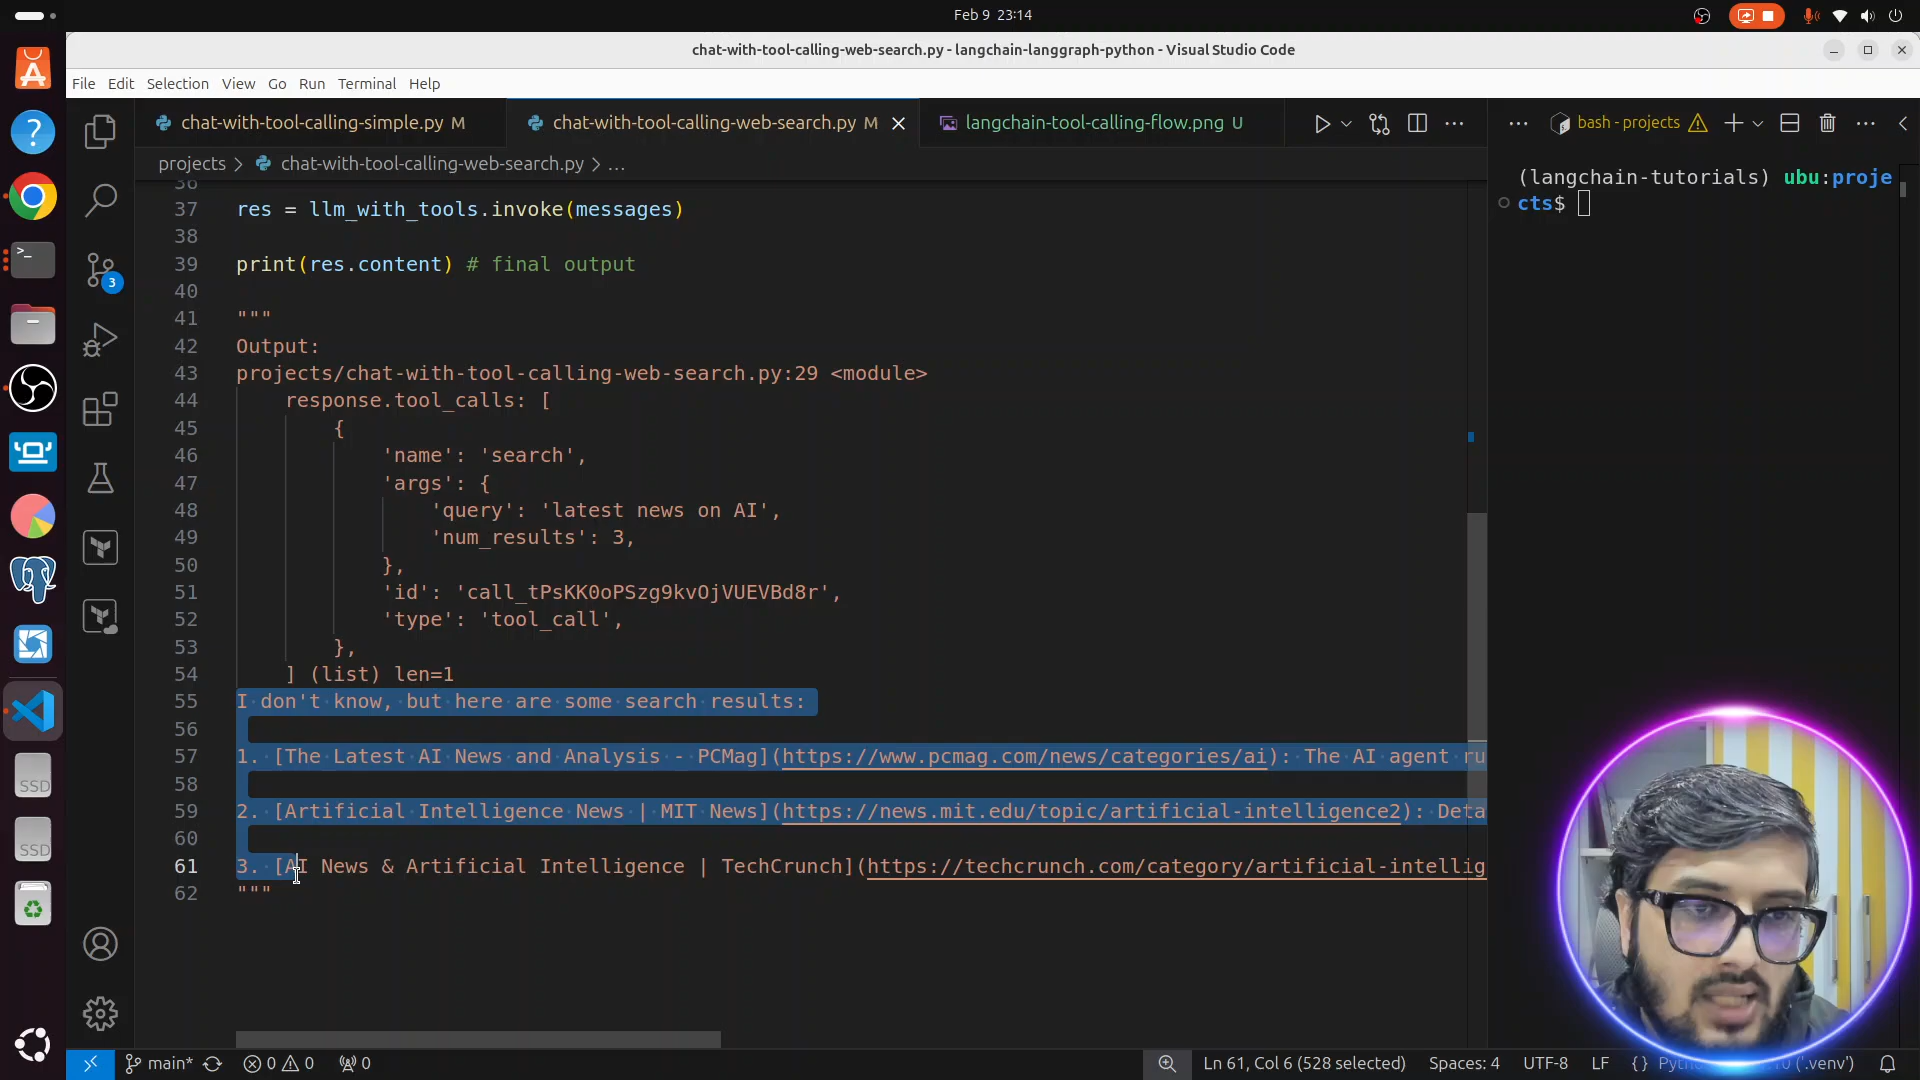 Feb 9 23:14
chat-with-tool-calling-web-search.py - langchain-langgraph-python - Visual Studio Code
File Edit Selection View Go Run Terminal Help
chat-with-tool-calling-simple.py M
chat-with-tool-calling-web-search.py M
langchain-tool-calling-flow.png U
bash - projects
projects > chat-with-tool-calling-web-search.py > ...
(langchain-tutorials) ubu:proje
cts$
36
37 res = llm_with_tools.invoke(messages)
38
39 print(res.content) # final output
40
41 """
42 Output:
43 projects/chat-with-tool-calling-web-search.py:29 <module>
44 response.tool_calls: [
45 {
46 'name': 'search',
47 'args': {
48 'query': 'latest news on AI',
49 'num_results': 3,
50 },
51 'id': 'call_tPsKK0oPSzg9kvOjVUEVBd8r',
52 'type': 'tool_call',
53 },
54 ] (list) len=1
55 I don't know, but here are some search results:
56
57 1. [The Latest AI News and Analysis - PCMag](https://www.pcmag.com/news/categories/ai): The AI agent ru
58
59 2. [Artificial Intelligence News | MIT News](https://news.mit.edu/topic/artificial-intelligence2): Deta
60
61 3. [AI News & Artificial Intelligence | TechCrunch](https://techcrunch.com/category/artificial-intellig
62 """
3
SSD
SSD
main* 0 0 0 Ln 61, Col 6 (528 selected) Spaces: 4 UTF-8 LF {} ('.venv')